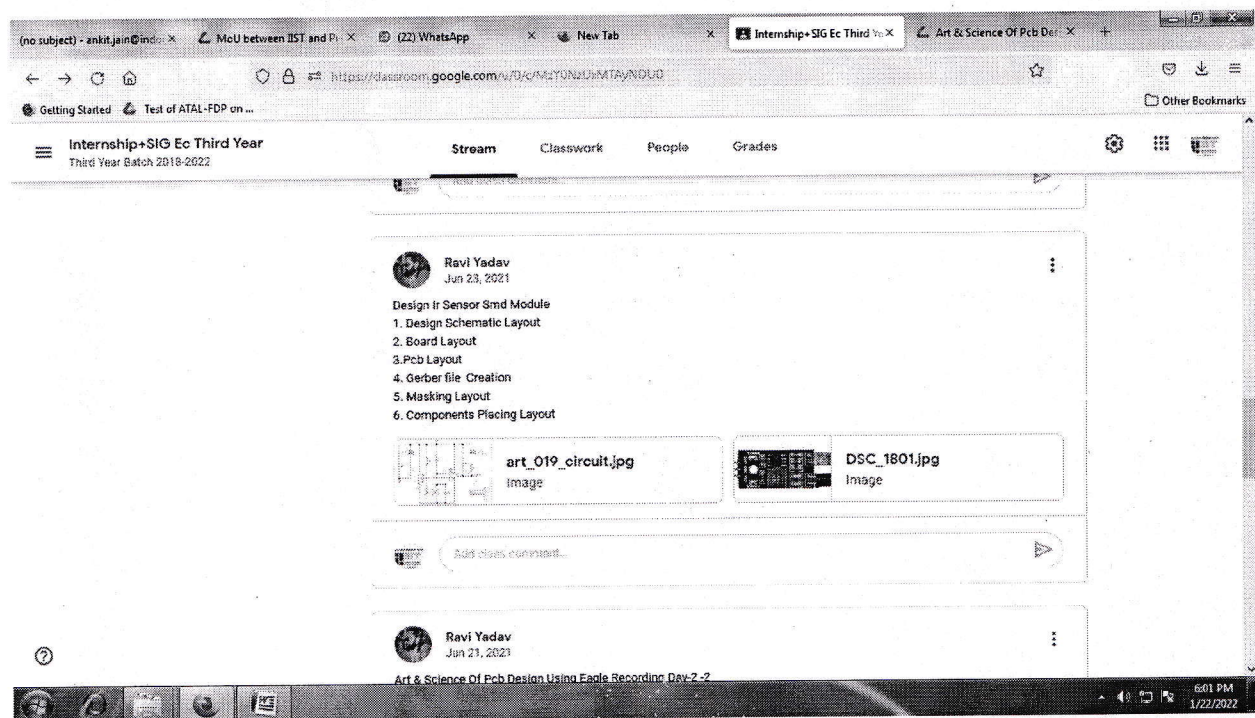 (no subject) - ankit.jain@indo
MoU between IIST and Pr
(22) WhatsApp
New Tab
Internship+SIG Ec Third Ye
Art & Science Of Pcb Des
https://classroom.google.com/u/0/c/
Getting Started
Test of ATAL-FDP on ...
Other Bookmarks
Internship+SIG Ec Third Year
Third Year Batch 2018-2022
Stream
Classwork
People
Grades
Ravi Yadav
Jun 23, 2021
Design Ir Sensor Smd Module
1. Design Schematic Layout
2. Board Layout
3.Pcb Layout
4. Gerber file Creation
5. Masking Layout
6. Components Placing Layout
art_019_circuit.jpg
Image
DSC_1801.jpg
Image
Add class comment...
Ravi Yadav
Jun 21, 2021
Art & Science Of Pcb Design Using Eagle Recording Day-2 -2
6:01 PM
1/22/2022